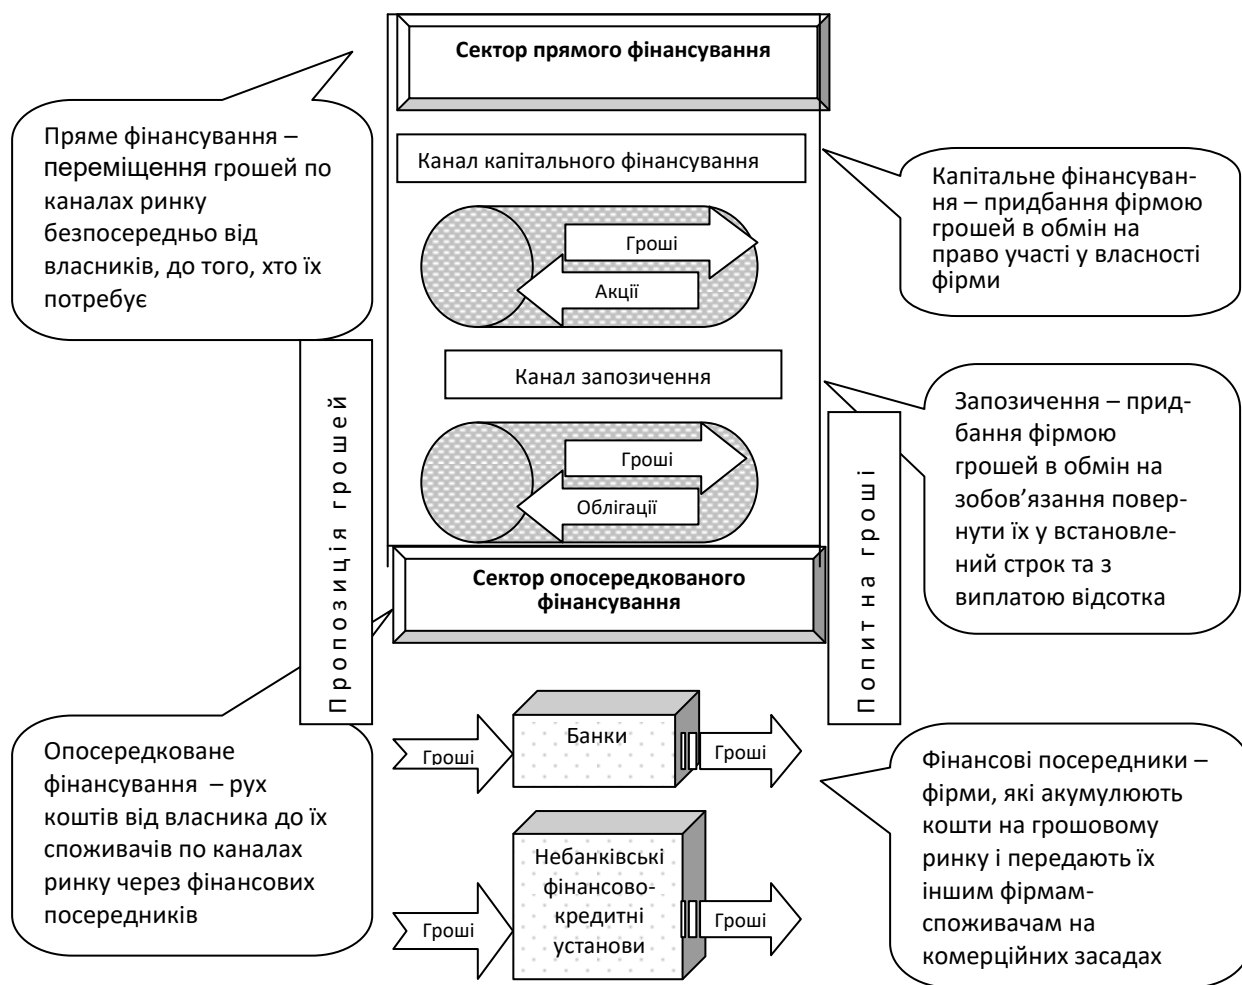 Сектор прямого фінансування
Пряме фінансування –
переміщення грошей по
каналах ринку
безпосередньо від
власників, до того, хто їх
потребує
Канал капітального фінансування
Гроші
Акції
Капітальне фінансуван-
ня – придбання фірмою
грошей в обмін на
право участі у власності
фірми
Канал запозичення
Гроші
Облігації
Запозичення – прид-
бання фірмою
грошей в обмін на
зобов’язання повер-
нути їх у встановле-
ний строк та з
виплатою відсотка
Пропозиція грошей
Попит на гроші
Сектор опосередкованого
фінансування
Опосередковане
фінансування – рух
коштів від власника до їх
споживачів по каналах
ринку через фінансових
посередників
Гроші
Банки
Гроші
Гроші
Небанківські
фінансово-
кредитні
установи
Гроші
Фінансові посередники –
фірми, які акумулюють
кошти на грошовому
ринку і передають їх
іншим фірмам-
споживачам на
комерційних засадах